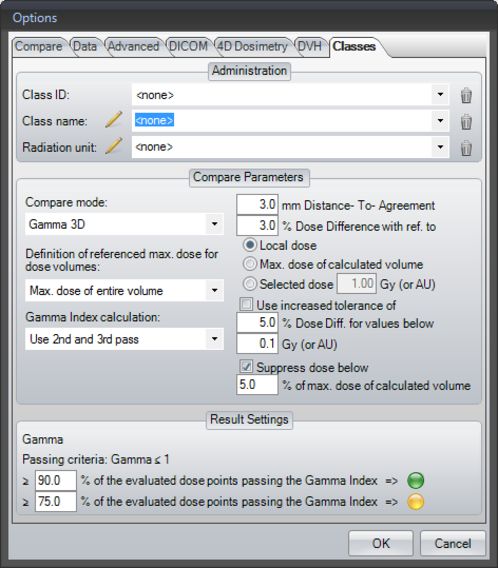 Options
Compare Data Advanced DICOM 4D Dosimetry DVH Classes
Administration
Class ID: <none>
Class name: <none>
Radiation unit: <none>
Compare Parameters
Compare mode:
Gamma 3D
Definition of referenced max. dose for
dose volumes:
Max. dose of entire volume
Gamma Index calculation:
Use 2nd and 3rd pass
3.0 mm Distance- To- Agreement
3.0 % Dose Difference with ref. to
Local dose
Max. dose of calculated volume
Selected dose 1.00 Gy (or AU)
Use increased tolerance of
5.0 % Dose Diff. for values below
0.1 Gy (or AU)
Suppress dose below
5.0 % of max. dose of calculated volume
Result Settings
Gamma
Passing criteria: Gamma ≤ 1
≥ 90.0 % of the evaluated dose points passing the Gamma Index =>
≥ 75.0 % of the evaluated dose points passing the Gamma Index =>
OK Cancel